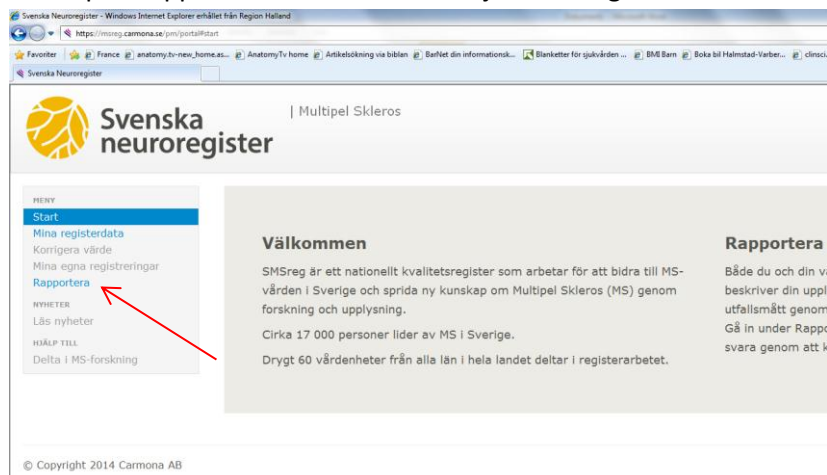 Svenska Neuroregister - Windows Internet Explorer erhållet från Region Halland
https://msreg.carmona.se/pm/portal#start
Favoriter France anatomy.tv-new_home.as... AnatomyTv home Artikelsökning via biblan BarNet din informationsk... Blanketter för sjukvården ... BMI Barn Boka bil Halmstad-Varber... clinsci.
Svenska Neuroregister
Svenska
neuroregister
| Multipel Skleros
MENY
Start
Mina registerdata
Korrigera värde
Mina egna registreringar
Rapportera
NYHETER
Läs nyheter
HJÄLP TILL
Delta i MS-forskning
Välkommen
SMSreg är ett nationellt kvalitetsregister som arbetar för att bidra till MS-
vården i Sverige och sprida ny kunskap om Multipel Skleros (MS) genom
forskning och upplysning.
Cirka 17 000 personer lider av MS i Sverige.
Drygt 60 vårdenheter från alla län i hela landet deltar i registerarbetet.
Rapportera
Både du och din vå
beskriver din uppl
utfallsmått genom
Gå in under Rappo
svara genom att k
© Copyright 2014 Carmona AB